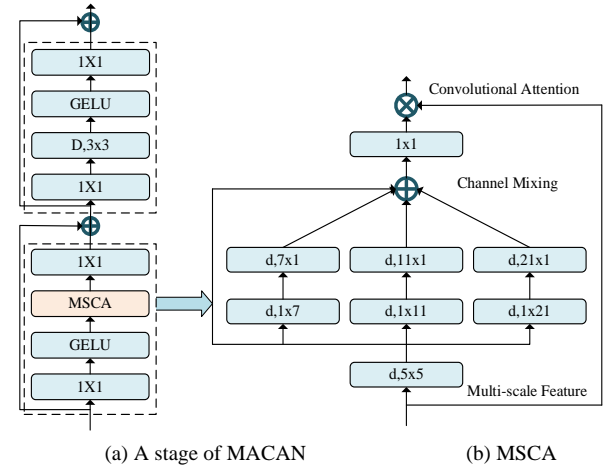 1X1
GELU
D,3x3
1X1
1X1
MSCA
GELU
1X1
(a) A stage of MACAN
Convolutional Attention
1x1
Channel Mixing
d,7x1
d,11x1
d,21x1
d,1x7
d,1x11
d,1x21
d,5x5
Multi-scale Feature
(b) MSCA